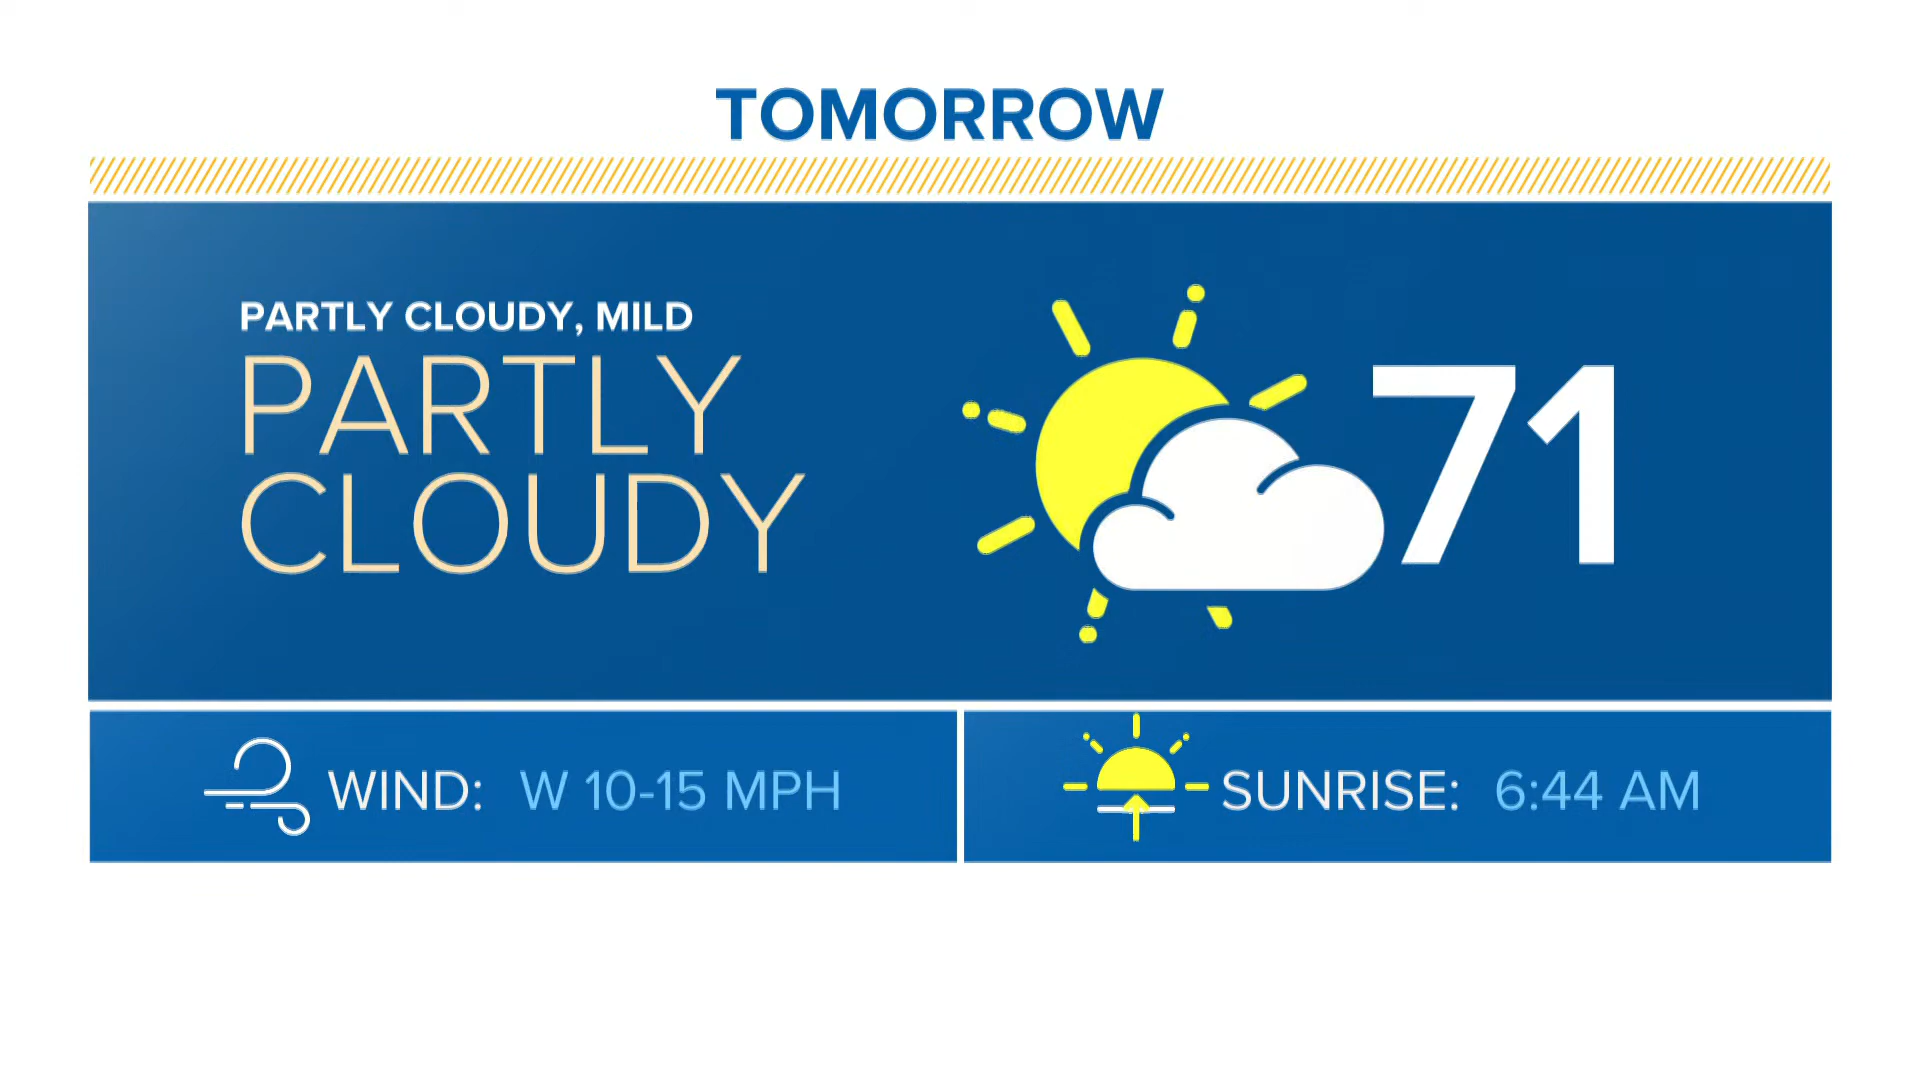 TOMORROW
PARTLY CLOUDY, MILD
PARTLY
CLOUDY
71
WIND: W 10-15 MPH
SUNRISE: 6:44 AM